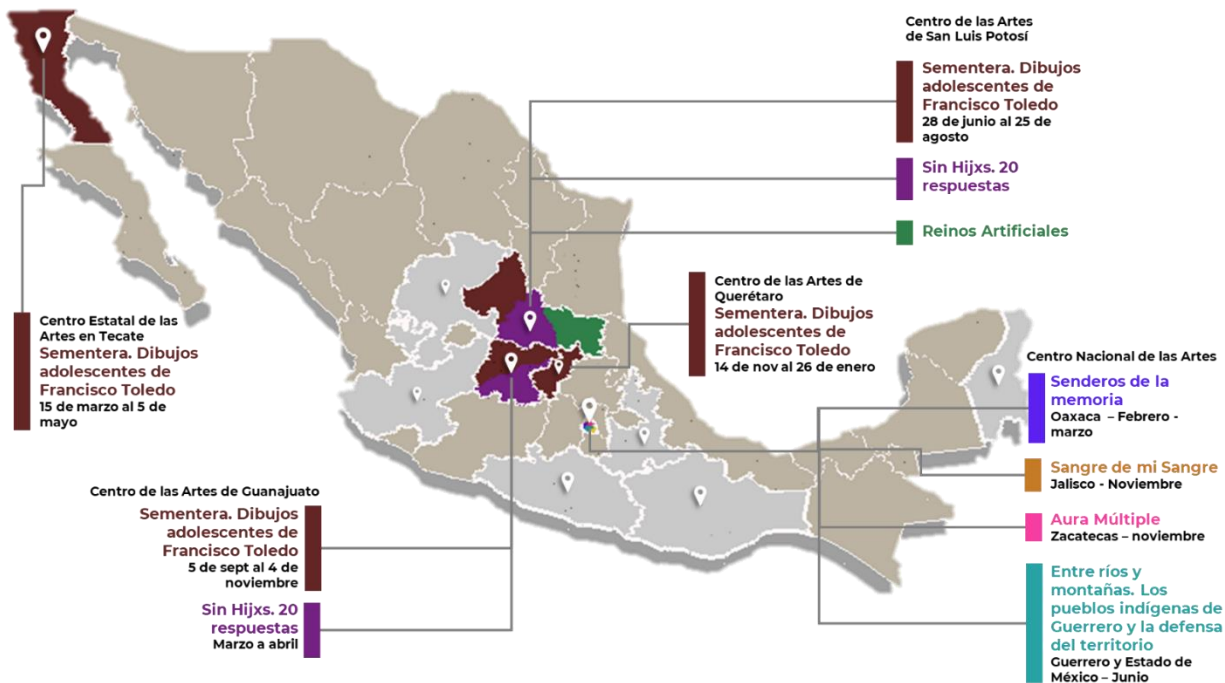 Centro de las Artes
de San Luis Potosí
Sementera. Dibujos
adolescentes de
Francisco Toledo
28 de junio al 25 de
agosto
Sin Hijxs. 20
respuestas
Reinos Artificiales
Centro de las Artes de
Querétaro
Sementera. Dibujos
adolescentes de
Francisco Toledo
14 de nov al 26 de enero
Centro Estatal de las
Artes en Tecate
Sementera. Dibujos
adolescentes de
Francisco Toledo
15 de marzo al 5 de
mayo
Centro Nacional de las Artes
Senderos de la
memoria
Oaxaca – Febrero -
marzo
Sangre de mi Sangre
Jalisco - Noviembre
Aura Múltiple
Zacatecas – noviembre
Entre ríos y
montañas. Los
pueblos indígenas de
Guerrero y la defensa
del territorio
Guerrero y Estado de
México – Junio
Centro de las Artes de Guanajuato
Sementera. Dibujos
adolescentes de
Francisco Toledo
5 de sept al 4 de
noviembre
Sin Hijxs. 20
respuestas
Marzo a abril